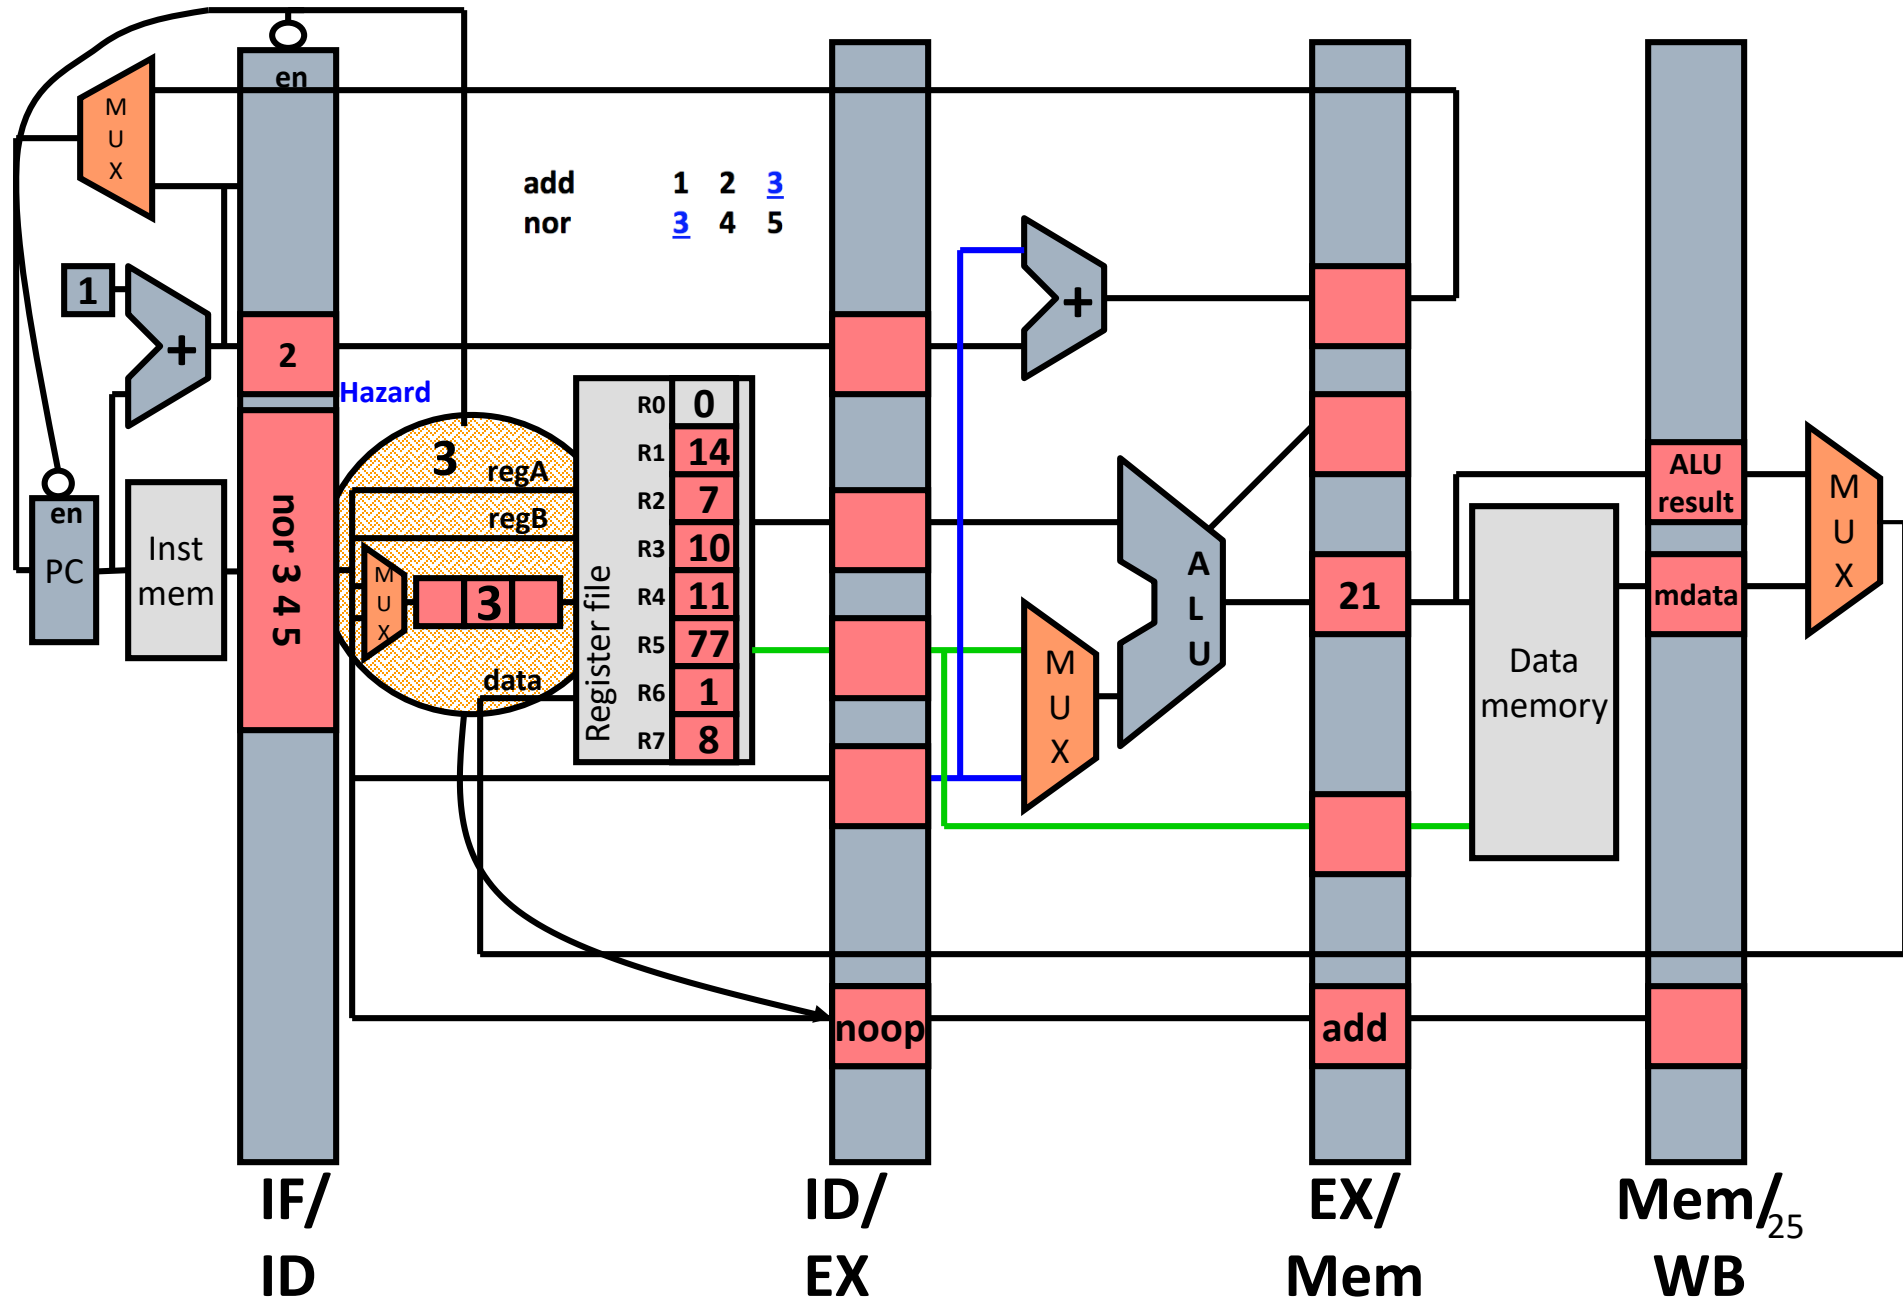 en
M
U
X
add 1 2 3
nor 3 4 5
1
+
2
+
Hazard
3
regA
regB
M
U
X
3
data
nor 3 4 5
en
PC
Inst
mem
Register file
R0 0
R1 14
R2 7
R3 10
R4 11
R5 77
R6 1
R7 8
M
U
X
A
L
U
21
ALU
result
mdata
Data
memory
M
U
X
noop
add
IF/
ID
ID/
EX
EX/
Mem
Mem/
WB
25